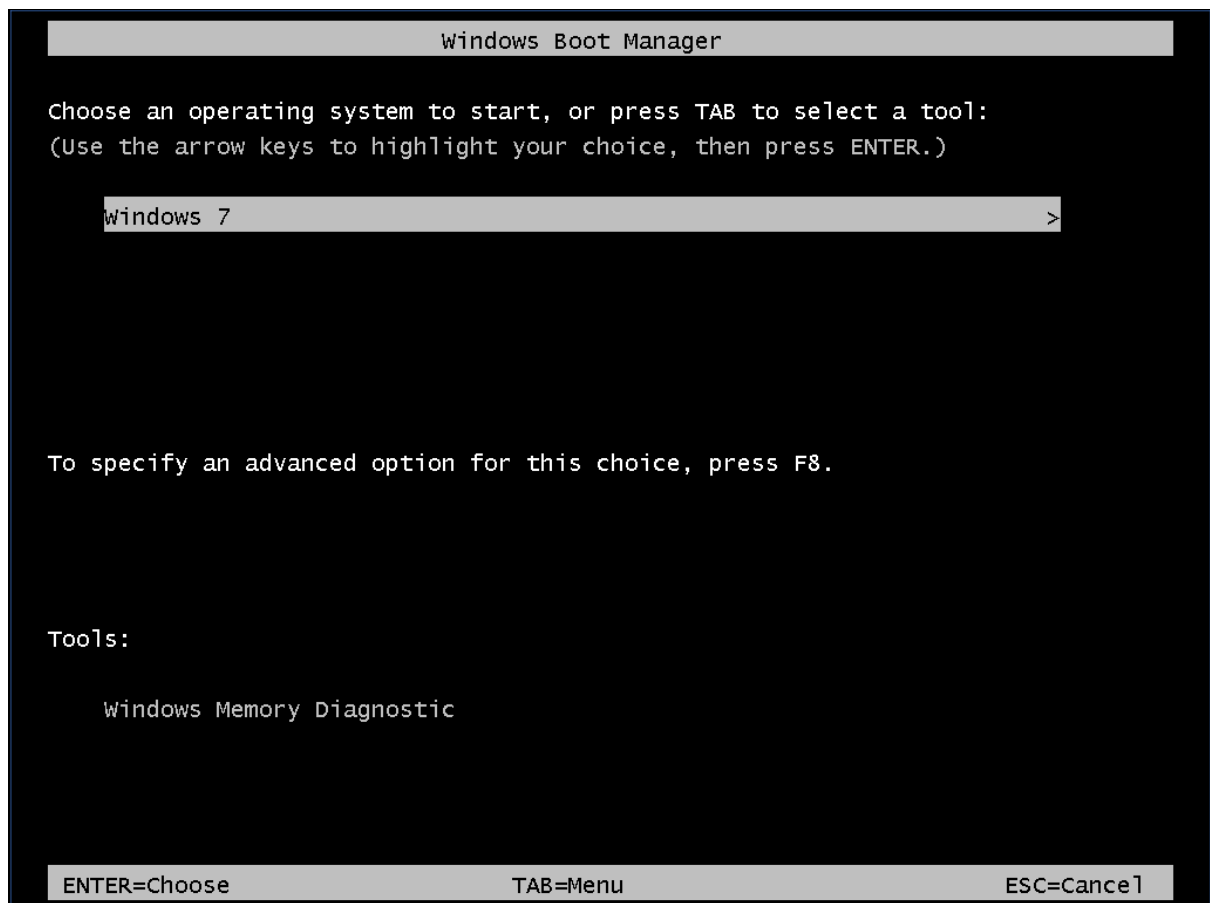 Windows Boot Manager
Choose an operating system to start, or press TAB to select a tool:
(Use the arrow keys to highlight your choice, then press ENTER.)
Windows 7 >
To specify an advanced option for this choice, press F8.
Tools:
Windows Memory Diagnostic
ENTER=Choose TAB=Menu ESC=Cancel